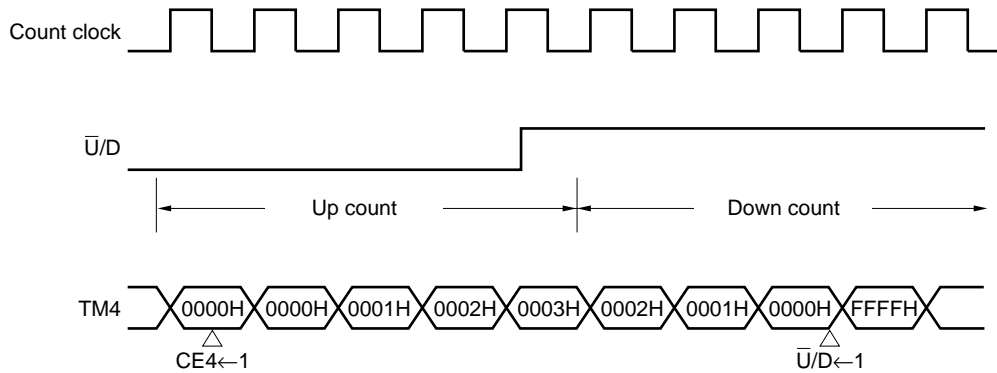 Count clock
U̅/D
Up count
Down count
TM4
0000H 0000H 0001H 0002H 0003H 0002H 0001H 0000H FFFFH
CE4←1
U̅/D←1